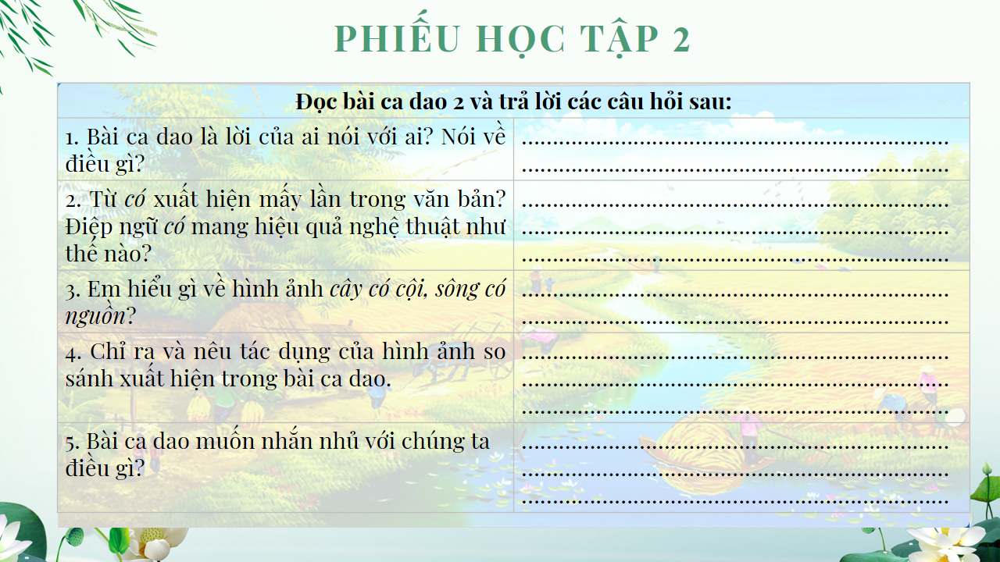 PHIẾU HỌC TẬP 2
Đọc bài ca dao 2 và trả lời các câu hỏi sau:
1. Bài ca dao là lời của ai nói với ai? Nói về
điều gì?
.....................................................................
.....................................................................
2. Từ có xuất hiện mấy lần trong văn bản?
Điệp ngữ có mang hiệu quả nghệ thuật như
thế nào?
.....................................................................
.....................................................................
.....................................................................
3. Em hiểu gì về hình ảnh cây có cội, sông có
nguồn?
.....................................................................
.....................................................................
4. Chỉ ra và nêu tác dụng của hình ảnh so
sánh xuất hiện trong bài ca dao.
.....................................................................
.....................................................................
.....................................................................
5. Bài ca dao muốn nhắn nhủ với chúng ta
điều gì?
.....................................................................
.....................................................................
.....................................................................